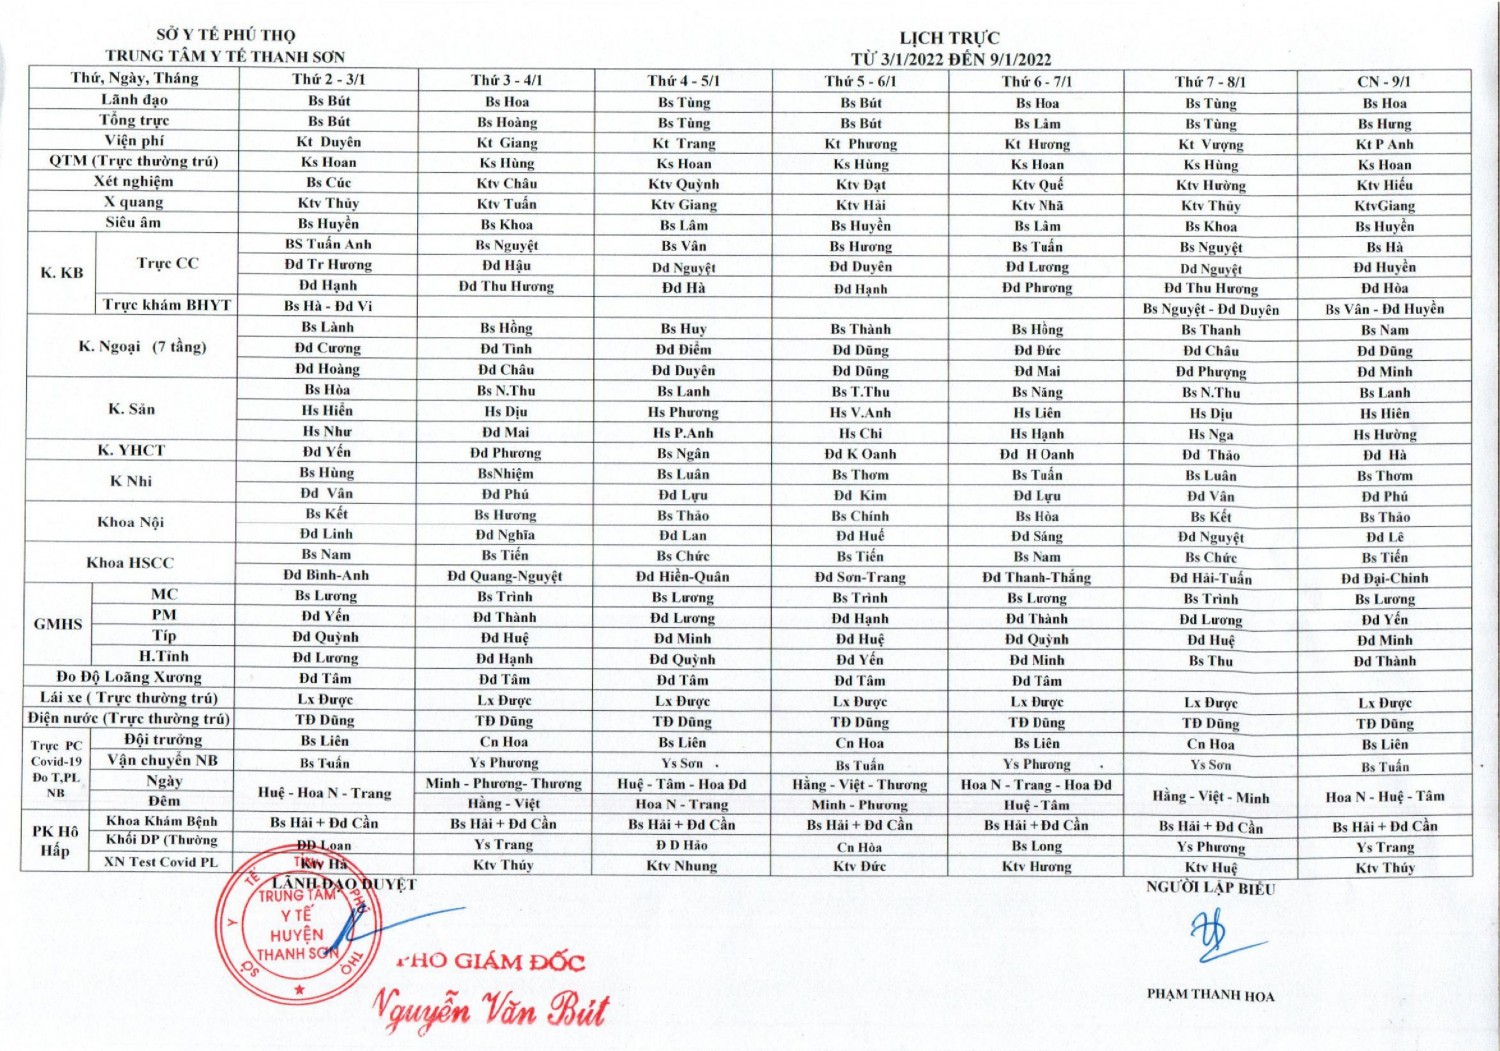 SỞ Y TẾ PHÚ THỌ
TRUNG TÂM Y TẾ THANH SƠN
LỊCH TRỰC
TỪ 3/1/2022 ĐẾN 9/1/2022
Thứ, Ngày, Tháng Thứ 2 - 3/1 Thứ 3 - 4/1 Thứ 4 - 5/1 Thứ 5 - 6/1 Thứ 6 - 7/1 Thứ 7 - 8/1 CN - 9/1
Lãnh đạo Bs Bút Bs Hoa Bs Tùng Bs Bút Bs Hoa Bs Tùng Bs Hoa
Tổng trực Bs Bút Bs Hoàng Bs Tùng Bs Bút Bs Lâm Bs Tùng Bs Hưng
Viện phí Kt Duyên Kt Giang Kt Trang Kt Phương Kt Hương Kt Vượng Kt P Anh
QTM (Trực thường trú) Ks Hoan Ks Hùng Ks Hoan Ks Hùng Ks Hoan Ks Hùng Ks Hoan
Xét nghiệm Bs Cúc Ktv Châu Ktv Quỳnh Ktv Đạt Ktv Quế Ktv Hường Ktv Hiếu
X quang Ktv Thủy Ktv Tuấn Ktv Giang Ktv Hải Ktv Nhã Ktv Thủy KtvGiang
Siêu âm Bs Huyền Bs Khoa Bs Lâm Bs Huyền Bs Lâm Bs Khoa Bs Huyền
K. KB Trực CC BS Tuấn Anh Bs Nguyệt Bs Vân Bs Hương Bs Tuấn Bs Nguyệt Bs Hà
Đd Tr Hương Đd Hậu Dd Nguyệt Đd Duyên Đd Lương Dd Nguyệt Đd Huyền
Đd Hạnh Đd Thu Hương Đd Hà Đd Hạnh Đd Phương Đd Thu Hương Đd Hòa
Trực khám BHYT Bs Hà - Đd Vi Bs Nguyệt - Đd Duyên Bs Vân - Đd Huyền
K. Ngoại (7 tầng) Bs Lành Bs Hồng Bs Huy Bs Thành Bs Hồng Bs Thanh Bs Nam
Đd Cương Đd Tình Đd Điểm Đd Dũng Đd Đức Đd Châu Đd Dũng
Đd Hoàng Đd Châu Đd Duyên Đd Dũng Đd Mai Đd Phượng Đd Minh
K. Sản Bs Hòa Bs N.Thu Bs Lanh Bs T.Thu Bs Năng Bs N.Thu Bs Lanh
Hs Hiển Hs Dịu Hs Phương Hs V.Anh Hs Liên Hs Dịu Hs Hiên
Hs Như Đd Mai Hs P.Anh Hs Chi Hs Hạnh Hs Nga Hs Hường
K. YHCT Đd Yến Đd Phương Bs Ngân Đd K Oanh Đd H Oanh Đd Thảo Đd Hà
K Nhi Bs Hùng BsNhiệm Bs Luân Bs Thơm Bs Tuấn Bs Luân Bs Thơm
Đd Vân Đd Phú Đd Lựu Đd Kim Đd Lựu Đd Vân Đd Phú
Khoa Nội Bs Kết Bs Hương Bs Thảo Bs Chính Bs Hòa Bs Kết Bs Thảo
Đd Linh Đd Nghĩa Đd Lan Đd Huế Đd Sáng Đd Nguyệt Đd Lê
Khoa HSCC Bs Nam Bs Tiến Bs Chức Bs Tiến Bs Nam Bs Chức Bs Tiến
Đd Bình-Anh Đd Quang-Nguyệt Đd Hiền-Quân Đd Sơn-Trang Đd Thanh-Thắng Đd Hải-Tuấn Đd Đại-Chinh
GMHS MC Bs Lương Bs Trình Bs Lương Bs Trình Bs Lương Bs Trình Bs Lương
PM Đd Yến Đd Thành Đd Lương Đd Hạnh Đd Thành Đd Lương Đd Yến
Típ Đd Quỳnh Đd Huệ Đd Minh Đd Huệ Đd Quỳnh Đd Huệ Đd Minh
H.Tỉnh Đd Lương Đd Hạnh Đd Quỳnh Đd Yến Đd Minh Bs Thu Đd Thành
Đo Độ Loãng Xương Đd Tâm Đd Tâm Đd Tâm Đd Tâm Đd Tâm
Lái xe ( Trực thường trú) Lx Được Lx Được Lx Được Lx Được Lx Được Lx Được Lx Được
Điện nước (Trực thường trú) TĐ Dũng TĐ Dũng TĐ Dũng TĐ Dũng TĐ Dũng TĐ Dũng TĐ Dũng
Trực PC Covid-19 Đo T,PL NB Đội trưởng Bs Liên Cn Hoa Bs Liên Cn Hoa Bs Liên Cn Hoa Bs Liên
Vận chuyển NB Bs Tuấn Ys Phương Ys Sơn Bs Tuấn Ys Phương Ys Sơn Bs Tuấn
Ngày Huệ - Hoa N - Trang Minh - Phương- Thương Huệ - Tâm - Hoa Đd Hằng - Việt - Thương Hoa N - Trang - Hoa Đd Hằng - Việt - Minh Hoa N - Huệ - Tâm
Đêm Hằng - Việt Hoa N - Trang Minh - Phương Huệ - Tâm
PK Hô Hấp Khoa Khám Bệnh Bs Hải + Đd Cần Bs Hải + Đd Cần Bs Hải + Đd Cần Bs Hải + Đd Cần Bs Hải + Đd Cần Bs Hải + Đd Cần Bs Hải + Đd Cần
Khối DP (Thường ĐD Loan Ys Trang Đ D Hảo Cn Hòa Bs Long Ys Phương Ys Trang
XN Test Covid PL Ktv Hà Ktv Thúy Ktv Nhung Ktv Đức Ktv Hương Ktv Huệ Ktv Thúy
LÃNH ĐẠO DUYỆT
NGƯỜI LẬP BIỂU
SỞ Y TẾ TỈNH PHÚ THỌ
TRUNG TÂM
Y TẾ
HUYỆN
THANH SƠN
PHÓ GIÁM ĐỐC
Nguyễn Văn Bút
PHẠM THANH HOA